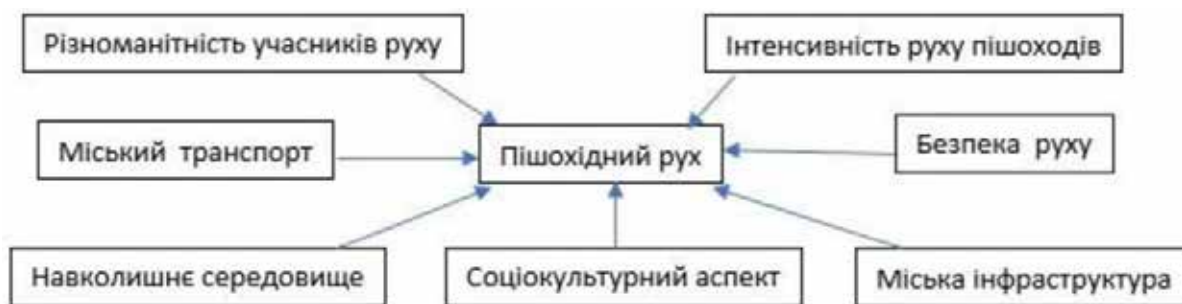 Різноманітність учасників руху
Інтенсивність руху пішоходів
Міський транспорт
Пішохідний рух
Безпека руху
Навколишнє середовище
Соціокультурний аспект
Міська інфраструктура